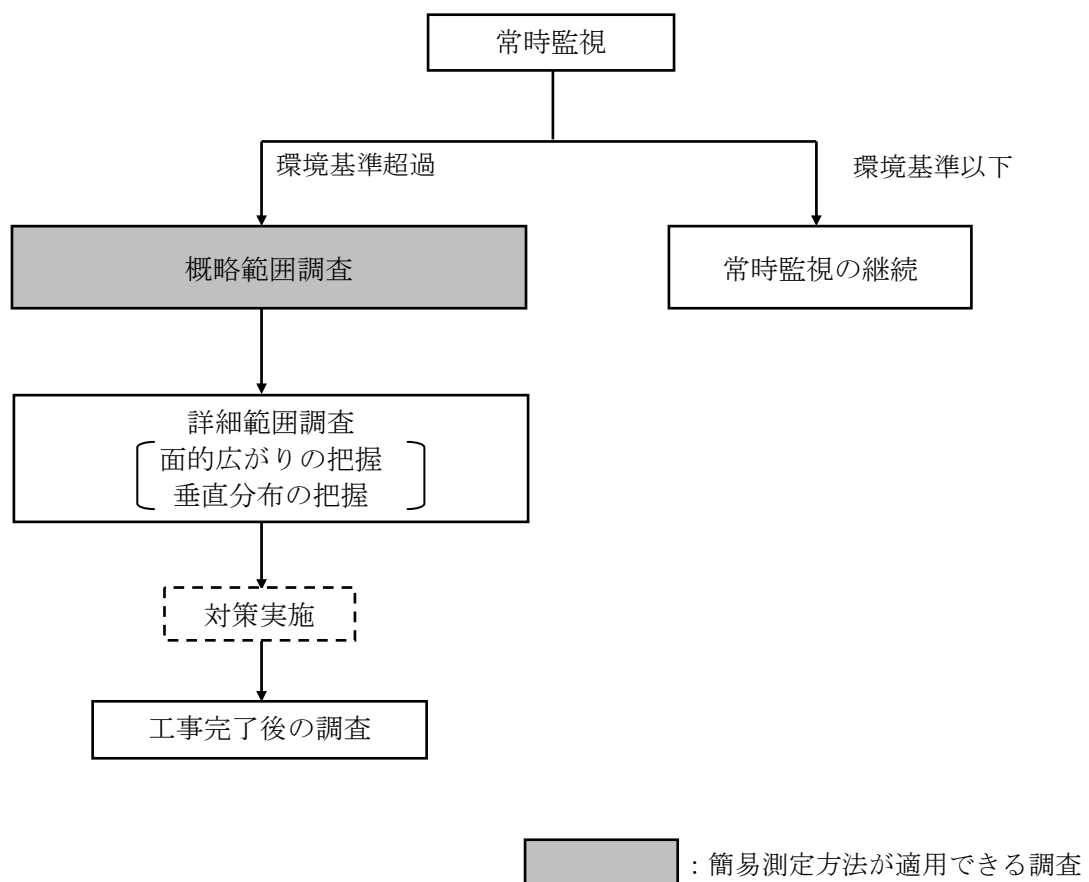 常時監視
環境基準超過
環境基準以下
概略範囲調査
常時監視の継続
詳細範囲調査
面的広がりの把握
垂直分布の把握
対策実施
工事完了後の調査
：簡易測定方法が適用できる調査